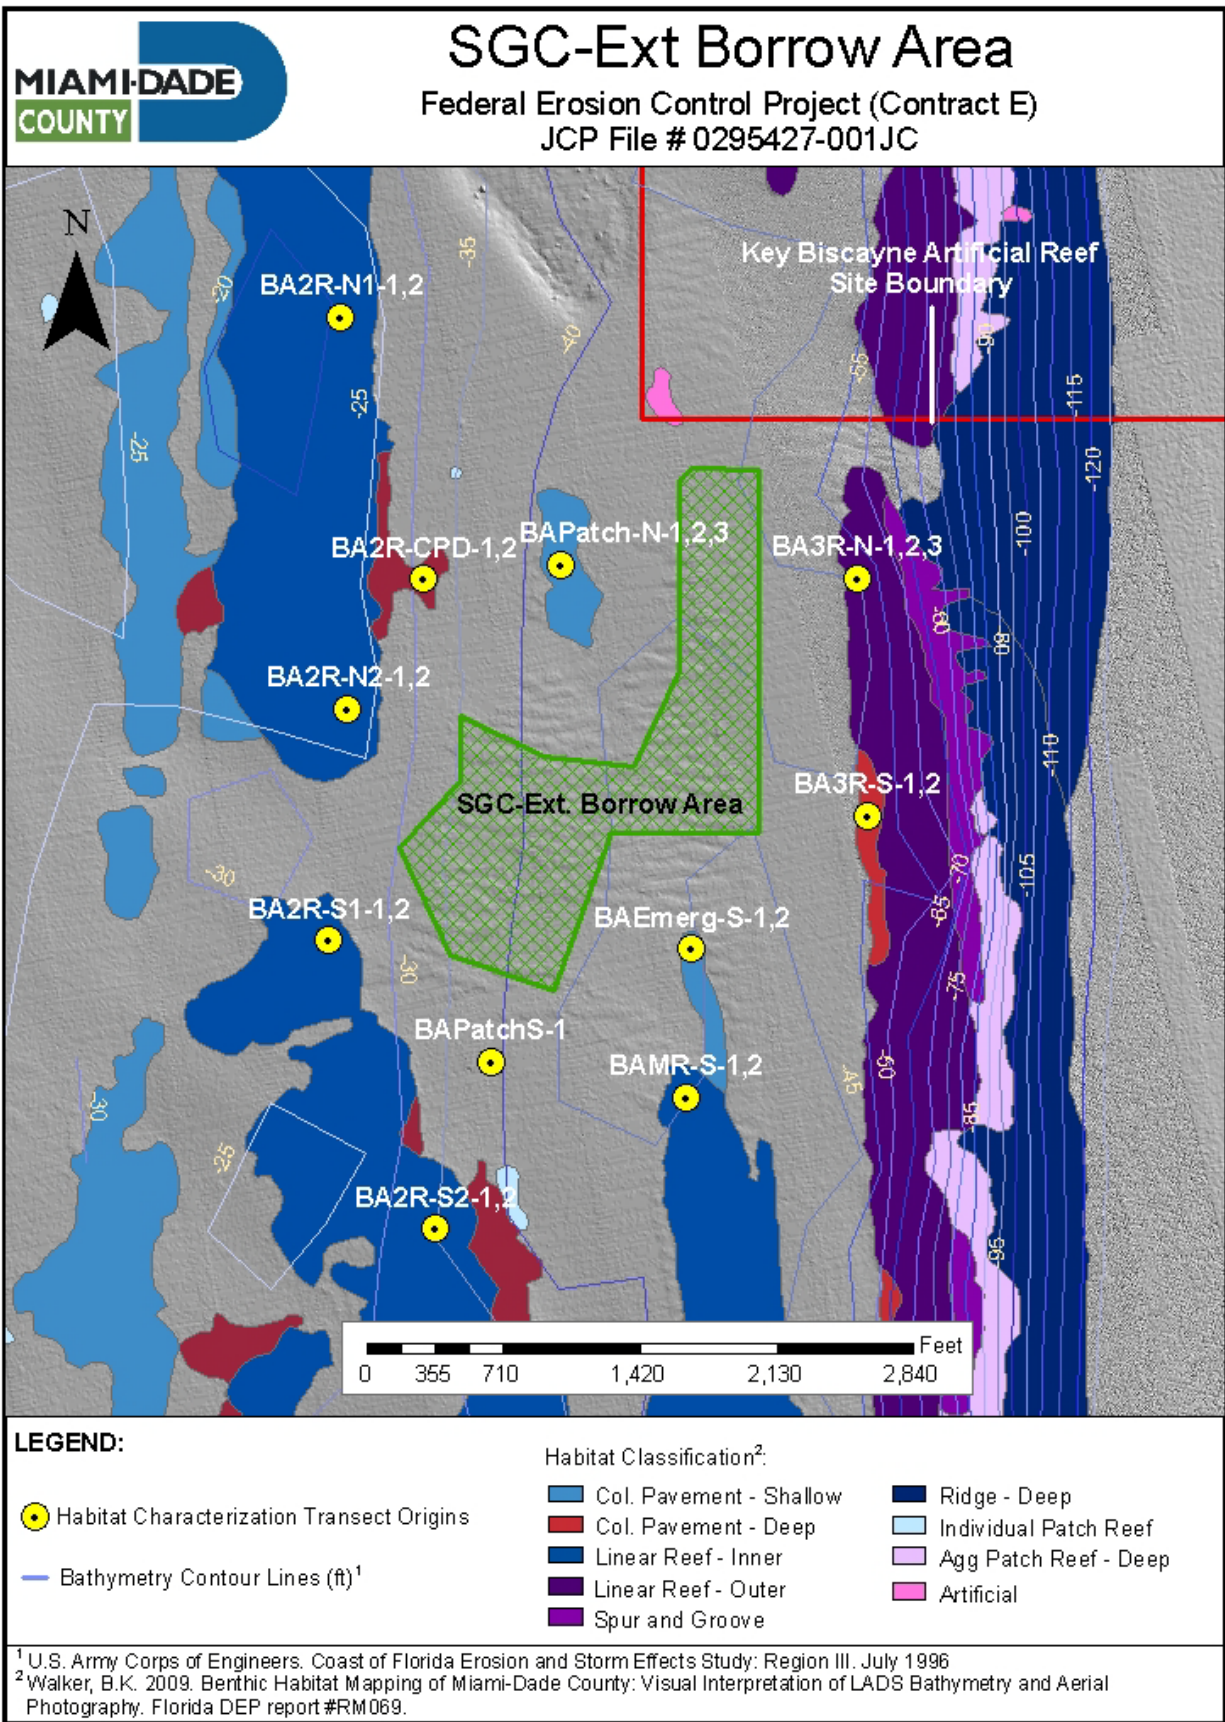 MIAMI-DADE
COUNTY
SGC-Ext Borrow Area
Federal Erosion Control Project (Contract E)
JCP File # 0295427-001JC
N
-35
Key Biscayne Artificial Reef
Site Boundary
BA2R-N1-1,2
-20
-40
-90
-55
-25
-115
-25
-120
-100
BAPatch-N-1,2,3
BA2R-CPD-1,2
BA3R-N-1,2,3
-80
-60
BA2R-N2-1,2
-110
BA3R-S-1,2
SGC-Ext. Borrow Area
-70
-105
-30
BA2R-S1-1,2
-65
BAEmerg-S-1,2
-30
-75
BAPatchS-1
BAMR-S-1,2
-50
-45
-30
-85
-25
BA2R-S2-1,2
-95
Feet
0 355 710 1,420 2,130 2,840
LEGEND:
Habitat Characterization Transect Origins
Bathymetry Contour Lines (ft)1
Habitat Classification2:
Col. Pavement - Shallow
Col. Pavement - Deep
Linear Reef - Inner
Linear Reef - Outer
Spur and Groove
Ridge - Deep
Individual Patch Reef
Agg Patch Reef - Deep
Artificial
1 U.S. Army Corps of Engineers. Coast of Florida Erosion and Storm Effects Study: Region III. July 1996
2 Walker, B.K. 2009. Benthic Habitat Mapping of Miami-Dade County: Visual Interpretation of LADS Bathymetry and Aerial
Photography. Florida DEP report #RM069.